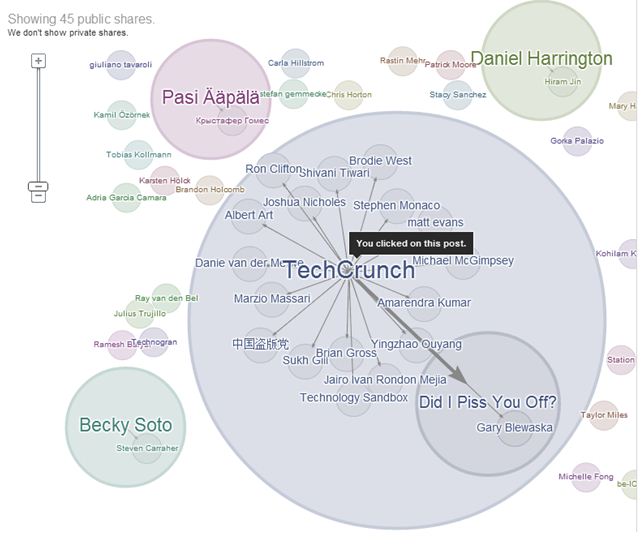 Showing 45 public shares.
We don't show private shares.
giuliano tavaroli
Carla Hillstrom
Rastin Mehr
Patrick Moore
Daniel Harrington
Hiram Jin
Pasi Ääpälä
Крыстафер Гомес
stefan gemmecke
Chris Horton
Stacy Sanchez
Mary H
Kamil Özörnek
Gorka Palazio
Tobias Kollmann
Karsten Hölck
Brandon Holcomb
Adria Garcia Camara
Ron Clifton
Shivani Tiwari
Brodie West
Joshua Nicholes
Stephen Monaco
Albert Art
matt evans
You clicked on this post.
Kohilam K
Danie van der Me
TechCrunch
Michael McGimpsey
Marzio Massari
Amarendra Kumar
Ray van den Bel
Julius Trujillo
Ramesh
Technogran
中国盗版党
Sukh Gill
Brian Gross
Yingzhao Ouyang
Station
Jairo Ivan Rondon Mejia
Technology Sandbox
Did I Piss You Off?
Gary Blewaska
Taylor Miles
Becky Soto
Steven Carraher
Michelle Fong
be-IC